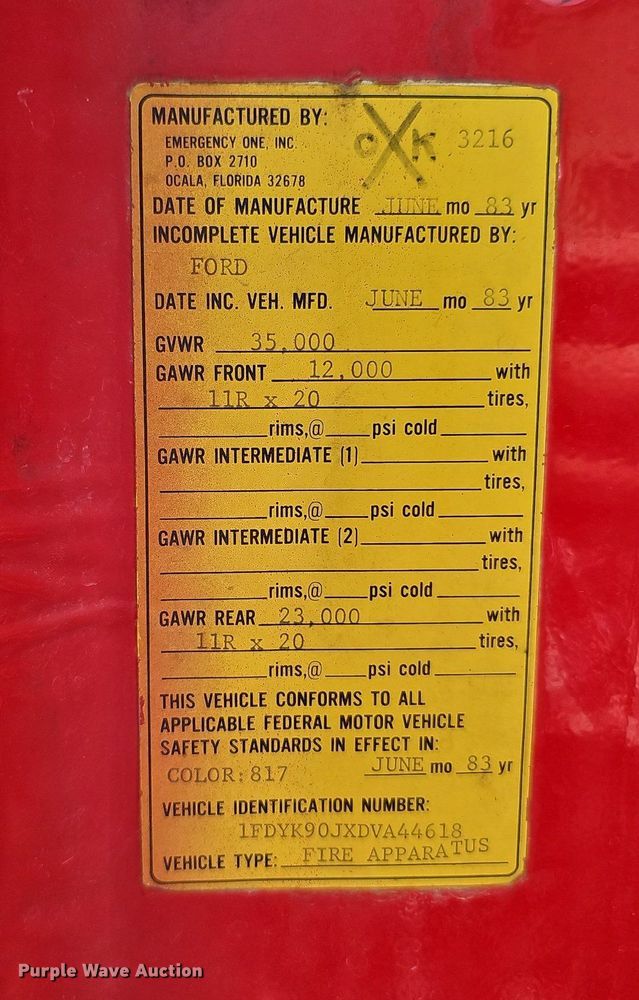 MANUFACTURED BY:
EMERGENCY ONE, INC.
P.O. BOX 2710
OCALA, FLORIDA 32678
3216
DATE OF MANUFACTURE JUNE mo 83 yr
INCOMPLETE VEHICLE MANUFACTURED BY:
FORD
DATE INC. VEH. MFD. JUNE mo 83 yr
GVWR 35,000
GAWR FRONT 12,000 with
11R x 20 tires,
rims,@ psi cold
GAWR INTERMEDIATE (1) with
tires,
rims,@ psi cold
GAWR INTERMEDIATE (2) with
tires,
rims,@ psi cold
GAWR REAR 23,000 with
11R x 20 tires,
rims,@ psi cold
THIS VEHICLE CONFORMS TO ALL
APPLICABLE FEDERAL MOTOR VEHICLE
SAFETY STANDARDS IN EFFECT IN:
COLOR:817 JUNE mo 83 yr
VEHICLE IDENTIFICATION NUMBER:
1FDYK90JXDVA44618
VEHICLE TYPE: FIRE APPARATUS
Purple Wave Auction